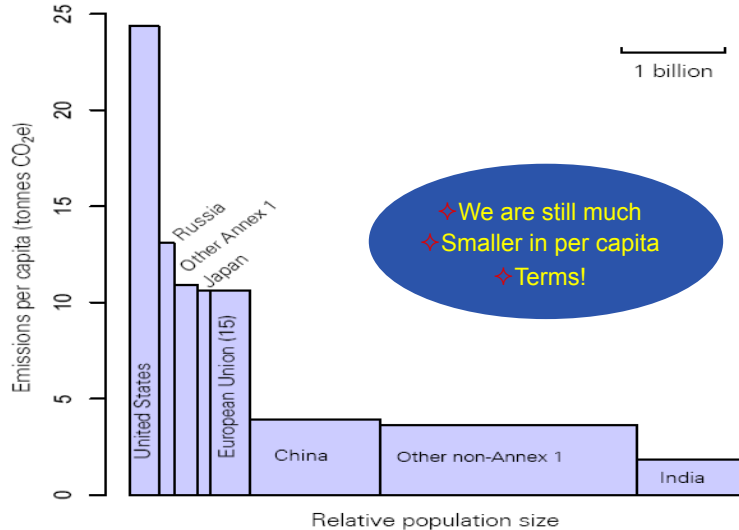 Emissions per capita (tonnes CO₂e)
25
20
15
10
5
0
1 billion
We are still much
Smaller in per capita
Terms!
Russia
Other Annex 1
Japan
United States
European Union (15)
China
Other non-Annex 1
India
Relative population size